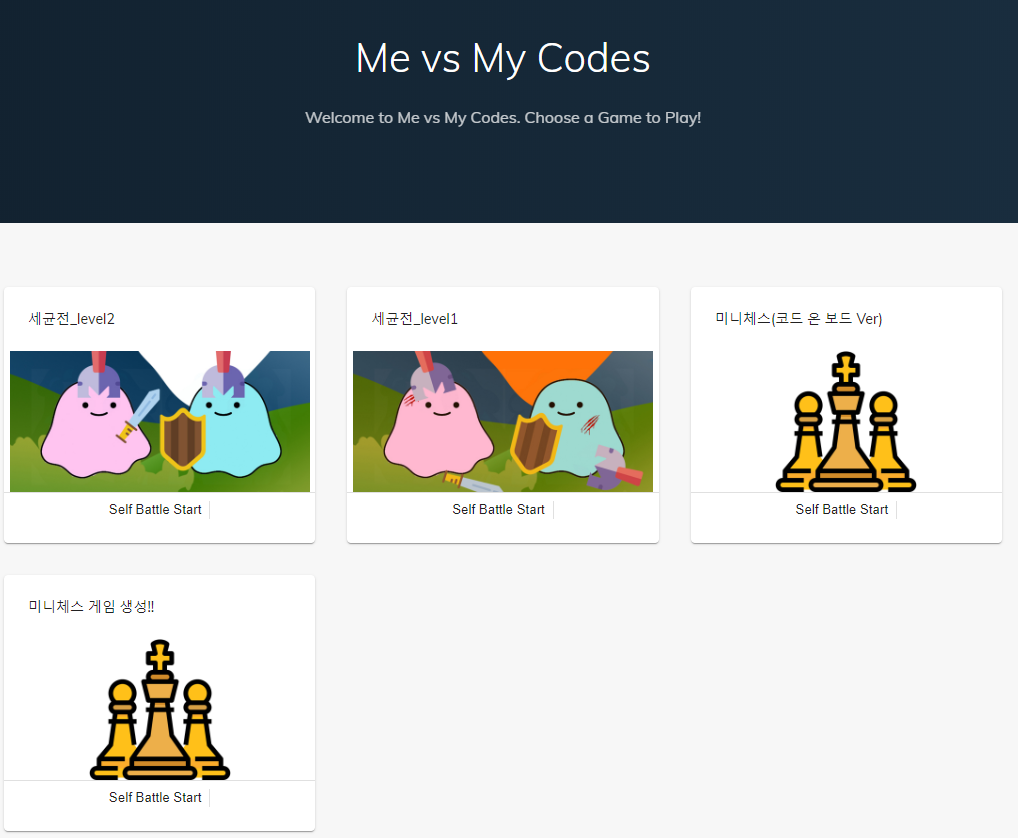 Me vs My Codes
Welcome to Me vs My Codes. Choose a Game to Play!
세균전_level2
세균전_level1
미니체스(코드 온 보드 Ver)
Self Battle Start
Self Battle Start
Self Battle Start
미니체스 게임 생성!!
Self Battle Start